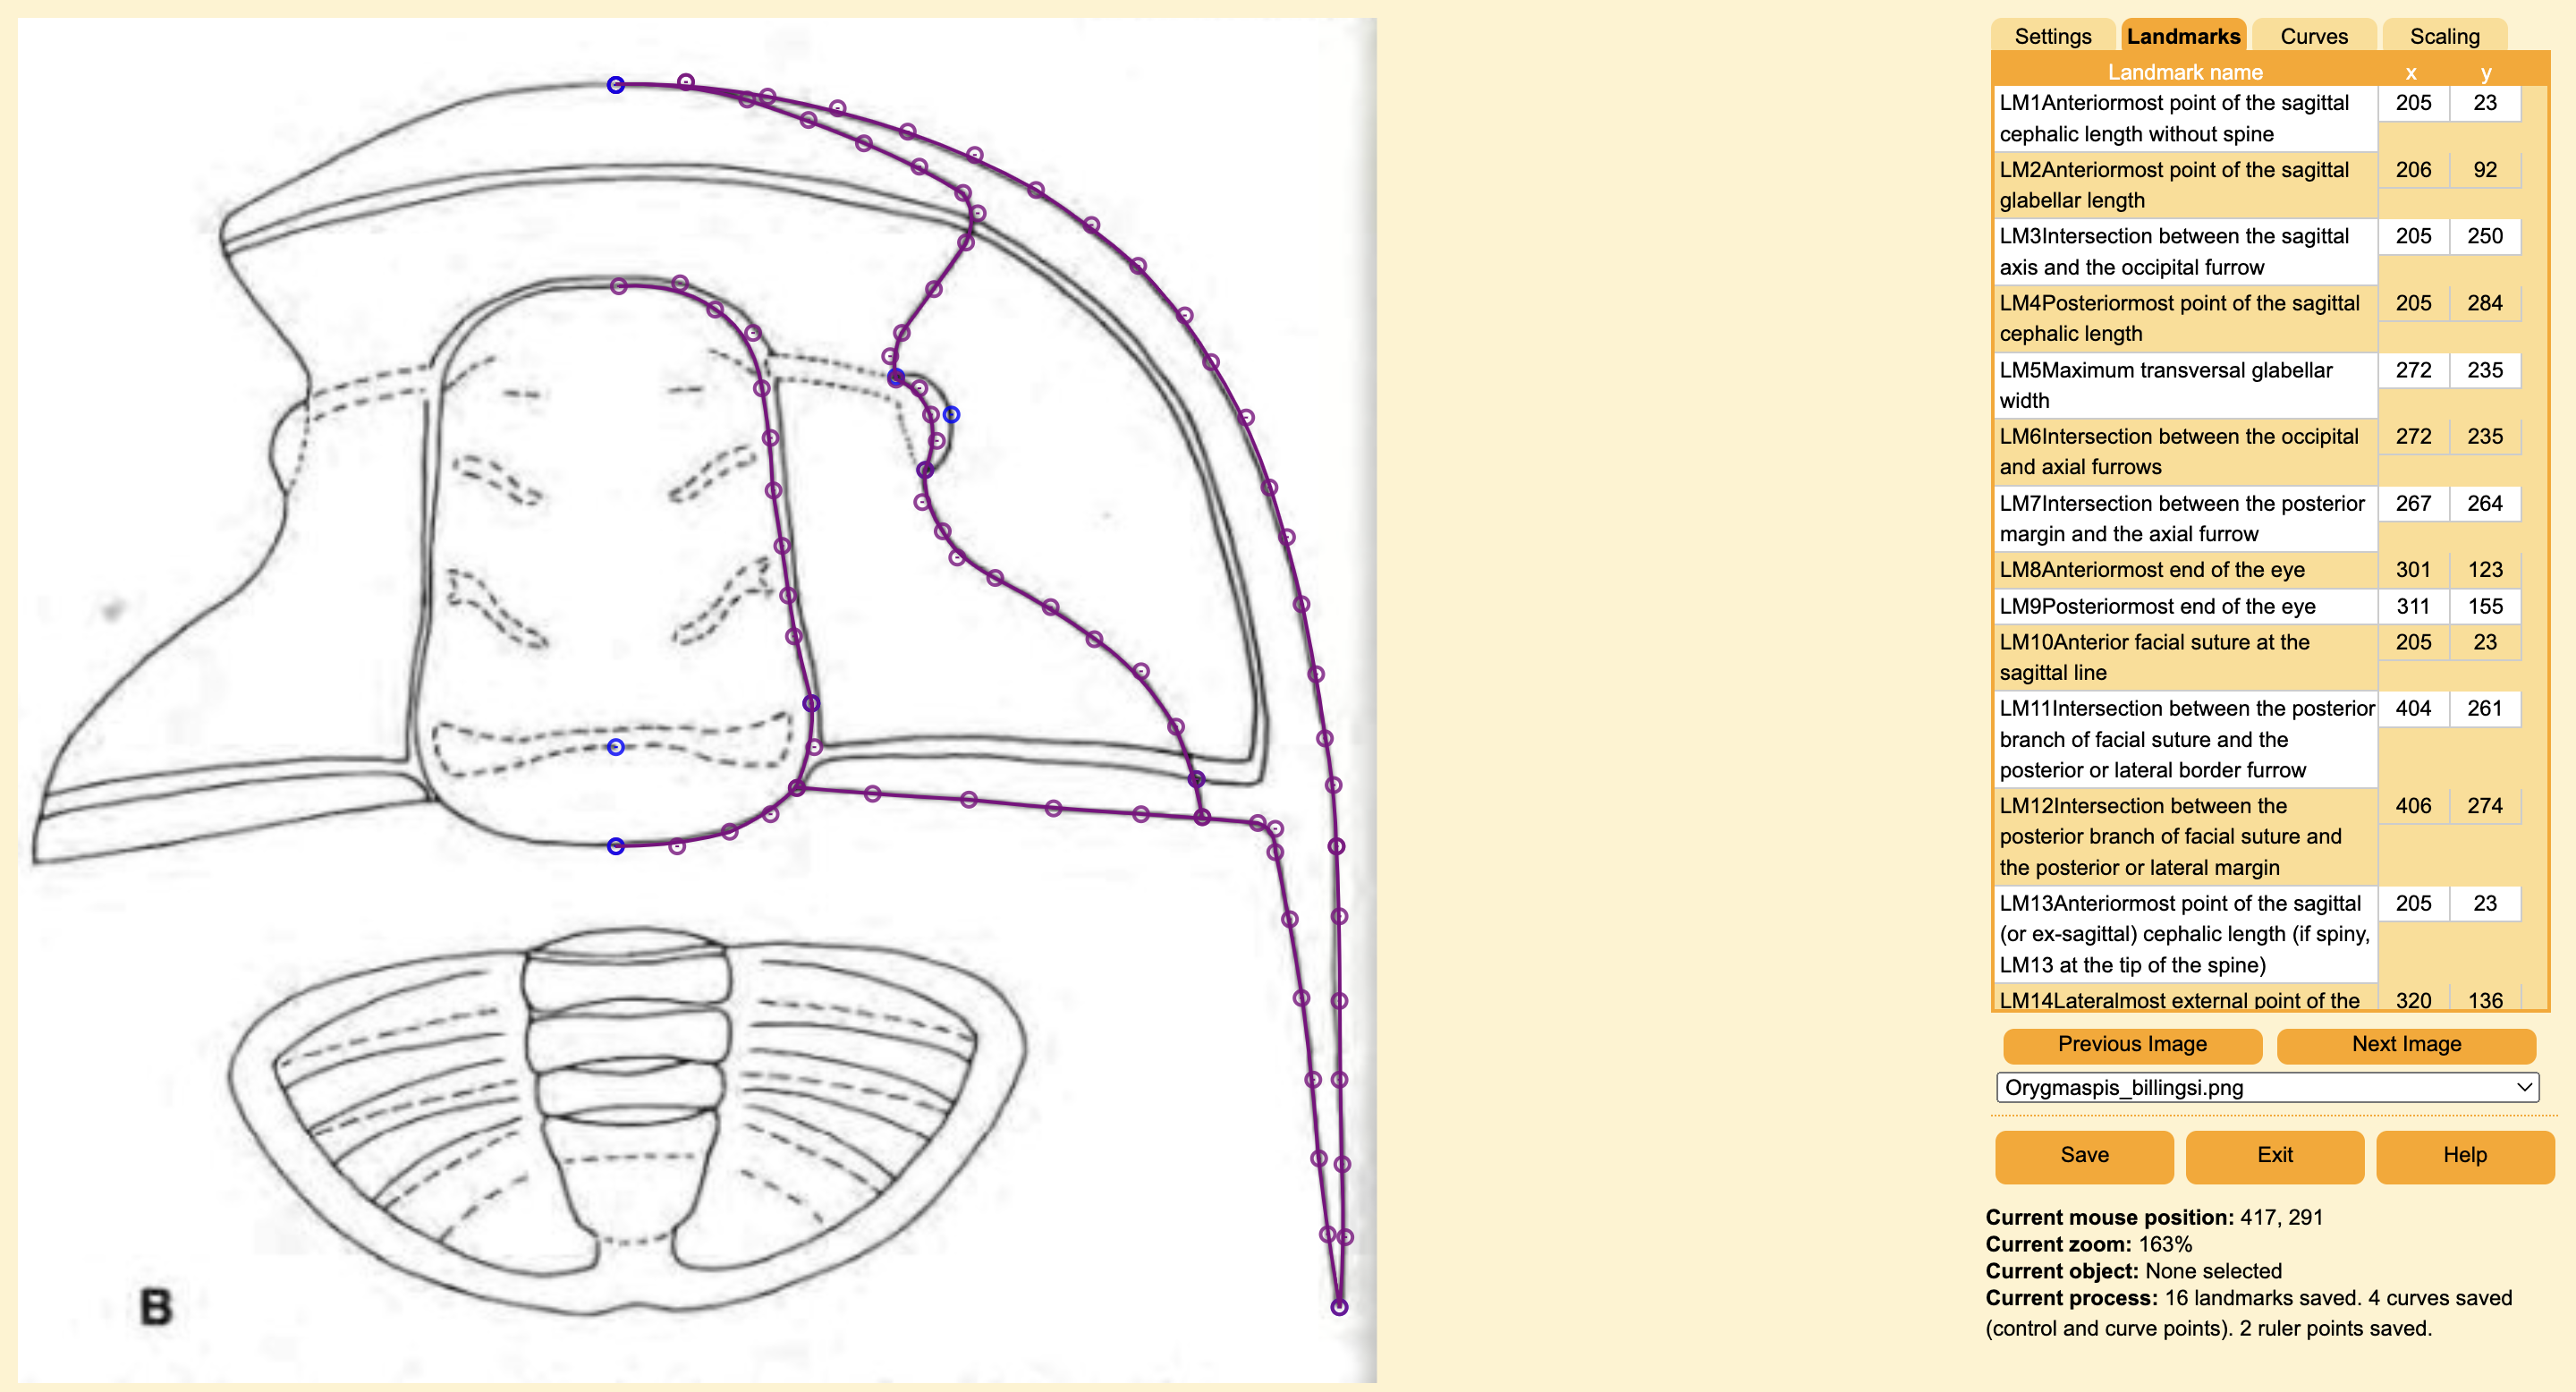 Settings Landmarks Curves Scaling
Landmark name x y
LM1Anteriormost point of the sagittal 205 23
cephalic length without spine
LM2Anteriormost point of the sagittal 206 92
glabellar length
LM3Intersection between the sagittal 205 250
axis and the occipital furrow
LM4Posteriormost point of the sagittal 205 284
cephalic length
LM5Maximum transversal glabellar 272 235
width
LM6Intersection between the occipital 272 235
and axial furrows
LM7Intersection between the posterior 267 264
margin and the axial furrow
LM8Anteriormost end of the eye 301 123
LM9Posteriormost end of the eye 311 155
LM10Anterior facial suture at the 205 23
sagittal line
LM11Intersection between the posterior 404 261
branch of facial suture and the
posterior or lateral border furrow
LM12Intersection between the 406 274
posterior branch of facial suture and
the posterior or lateral margin
LM13Anteriormost point of the sagittal 205 23
(or ex-sagittal) cephalic length (if spiny,
LM13 at the tip of the spine)
LM14Lateralmost external point of the 320 136
Previous Image Next Image
Orygmaspis_billingsi.png
Save Exit Help
Current mouse position: 417, 291
Current zoom: 163%
Current object: None selected
Current process: 16 landmarks saved. 4 curves saved
(control and curve points). 2 ruler points saved.
B